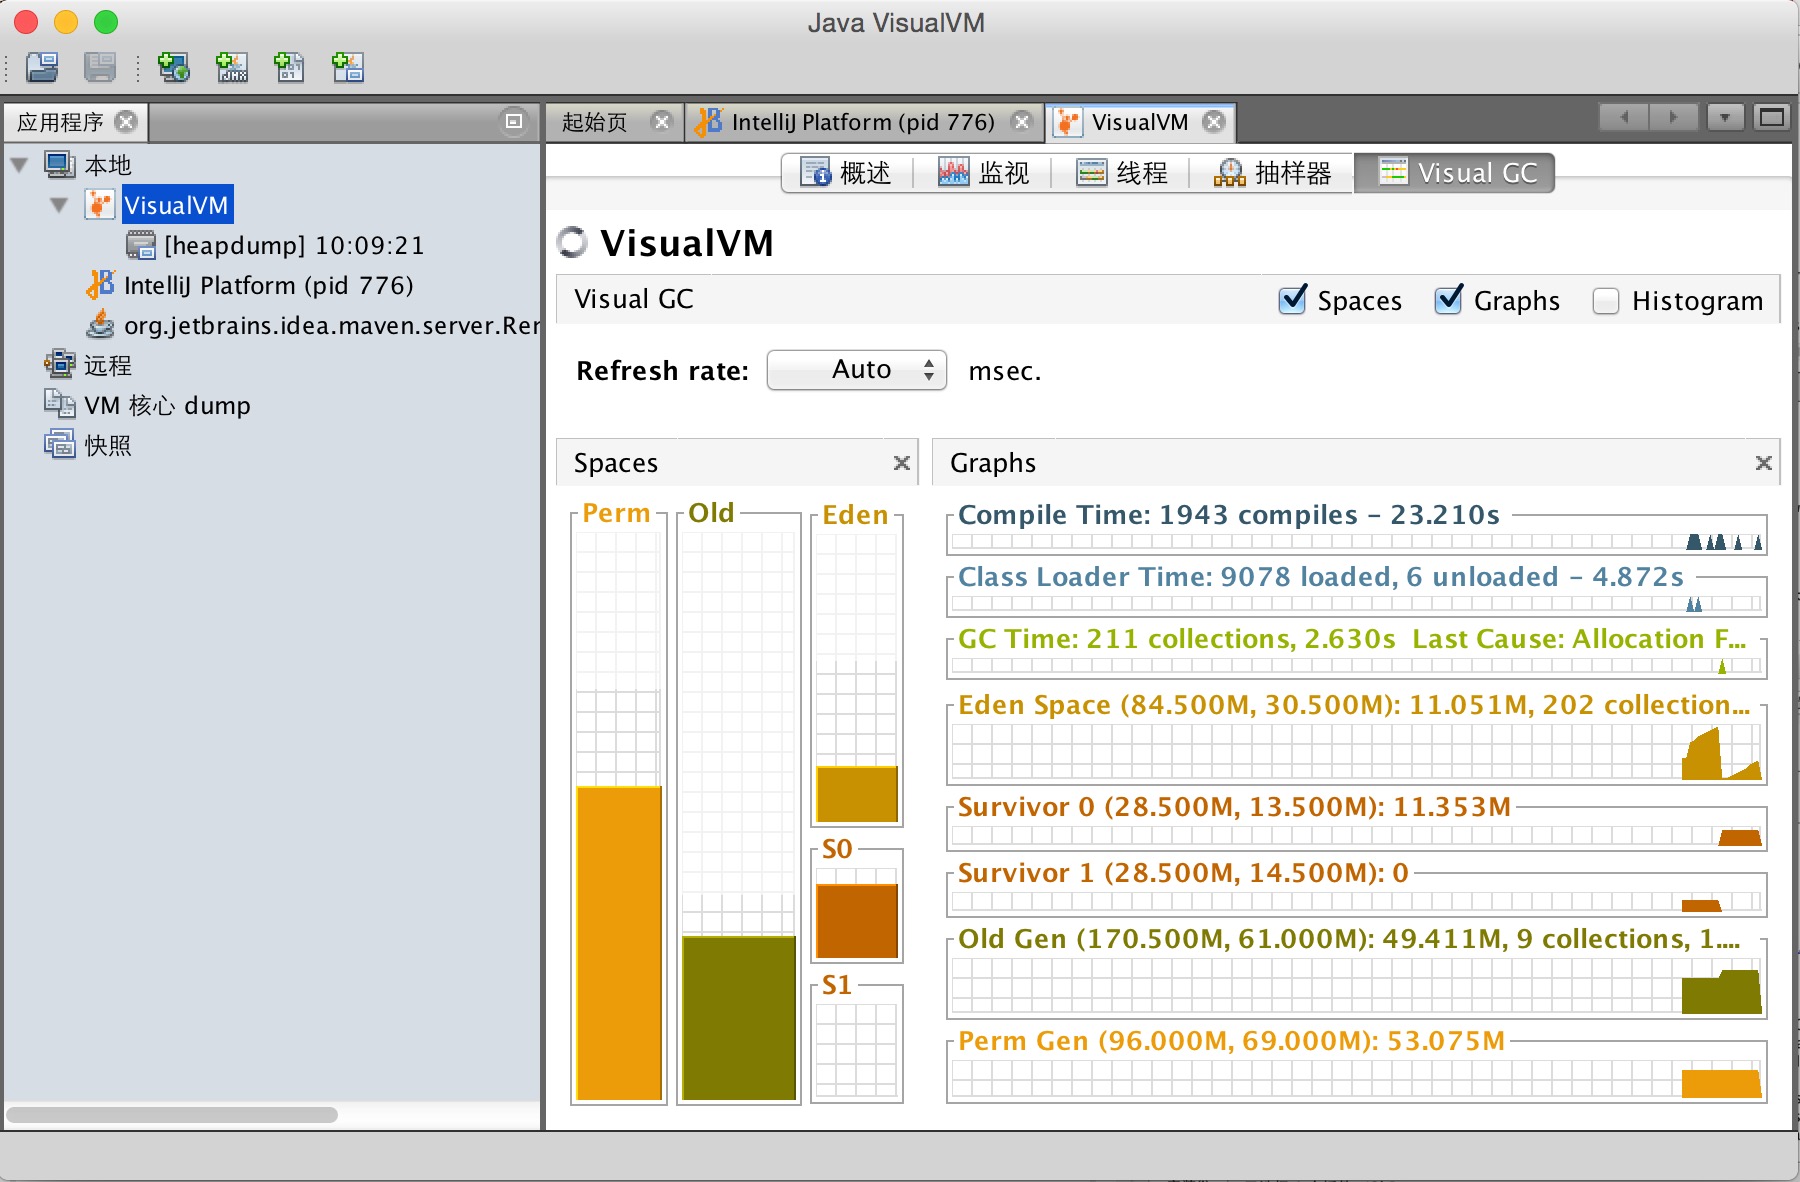 Java VisualVM
应用程序
起始页
IntelliJ Platform (pid 776)
VisualVM
本地
VisualVM
[heapdump] 10:09:21
IntelliJ Platform (pid 776)
org.jetbrains.idea.maven.server.Rer
远程
VM 核心 dump
快照
概述
监视
线程
抽样器
Visual GC
VisualVM
Visual GC
Spaces
Graphs
Histogram
Refresh rate:
Auto
msec.
Spaces
Perm
Old
Eden
S0
S1
Graphs
Compile Time: 1943 compiles - 23.210s
Class Loader Time: 9078 loaded, 6 unloaded - 4.872s
GC Time: 211 collections, 2.630s Last Cause: Allocation F...
Eden Space (84.500M, 30.500M): 11.051M, 202 collection...
Survivor 0 (28.500M, 13.500M): 11.353M
Survivor 1 (28.500M, 14.500M): 0
Old Gen (170.500M, 61.000M): 49.411M, 9 collections, 1....
Perm Gen (96.000M, 69.000M): 53.075M